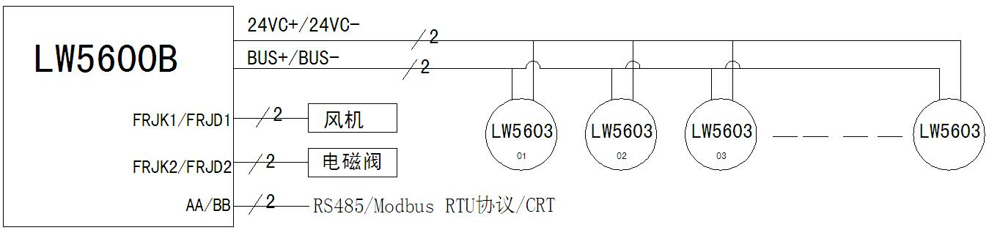 24VC+/24VC-
2
LW5600B
BUS+/BUS-
2
FRJK1/FRJD1
2
风机
LW5603
01
LW5603
02
LW5603
03
LW5603
FRJK2/FRJD2
2
电磁阀
AA/BB
2
RS485/Modbus RTU协议/CRT